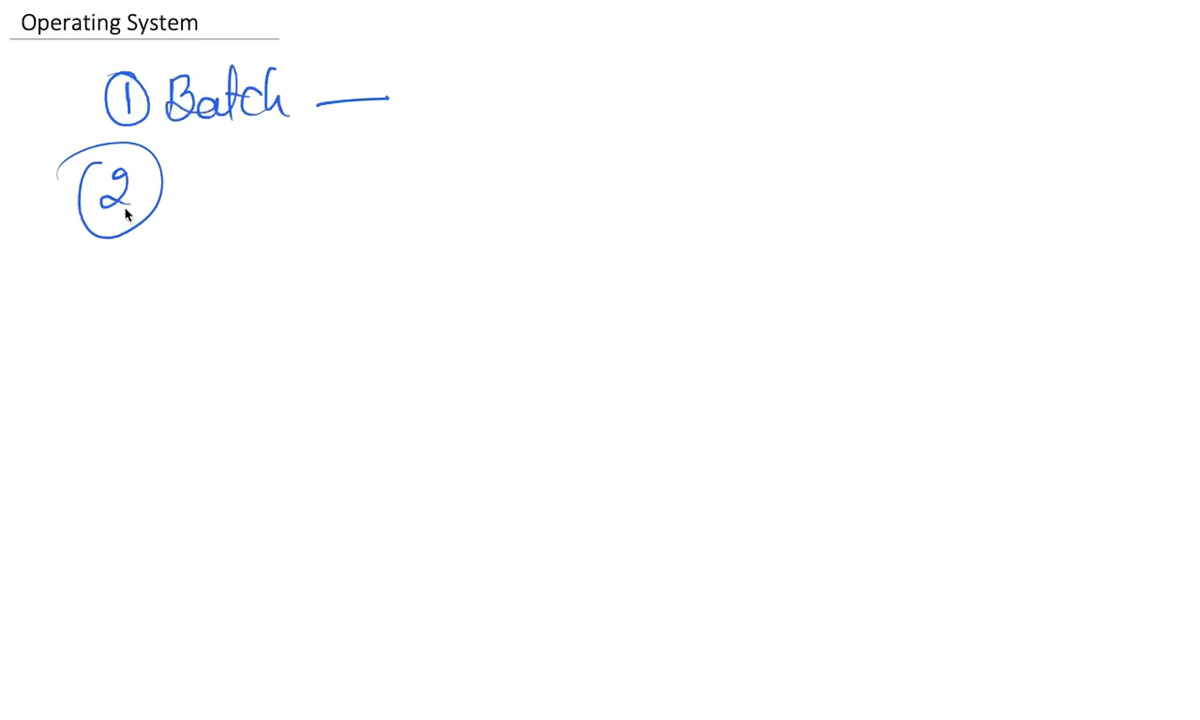 Operating System
① Batch —
②